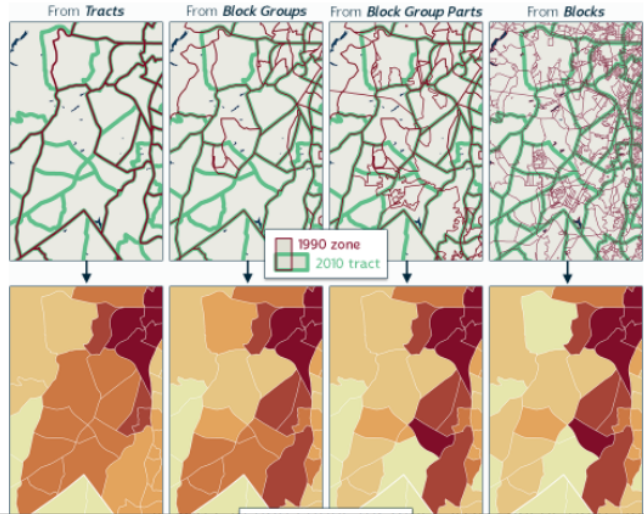 From Tracts
From Block Groups
From Block Group Parts
From Blocks
1990 zone
2010 tract